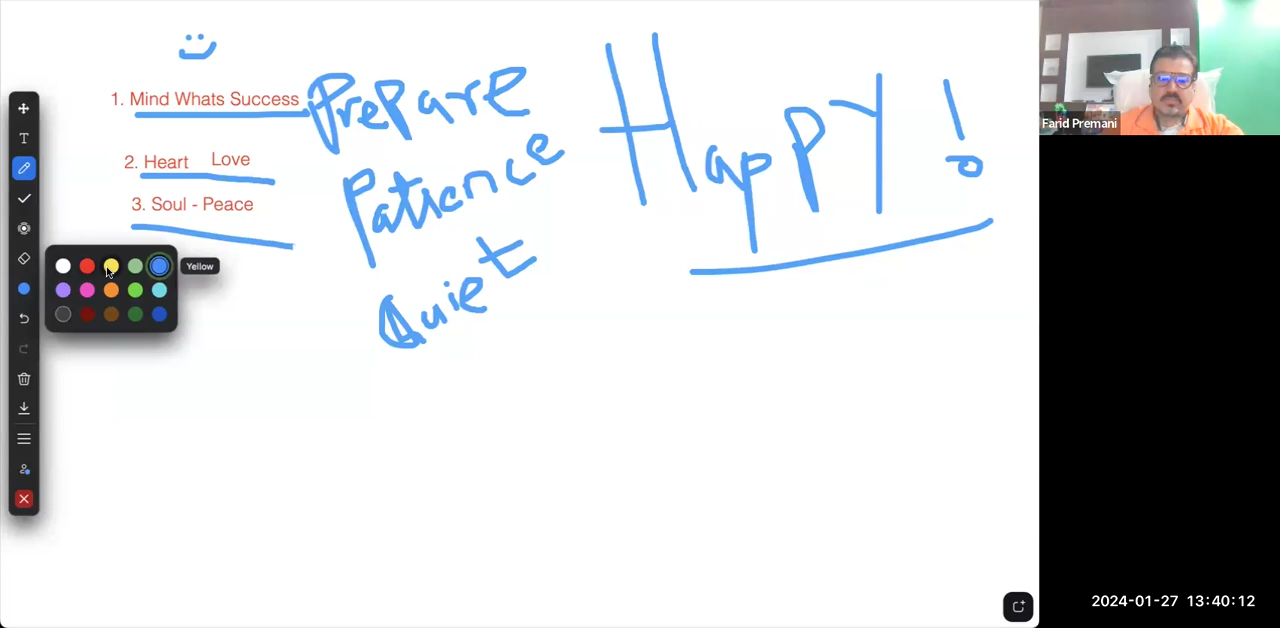 1. Mind Whats Success
Prepare
2. Heart Love
Patience
3. Soul - Peace
Quiet
Happy!
Yellow
T
Farid Premani
2024-01-27 13:40:12